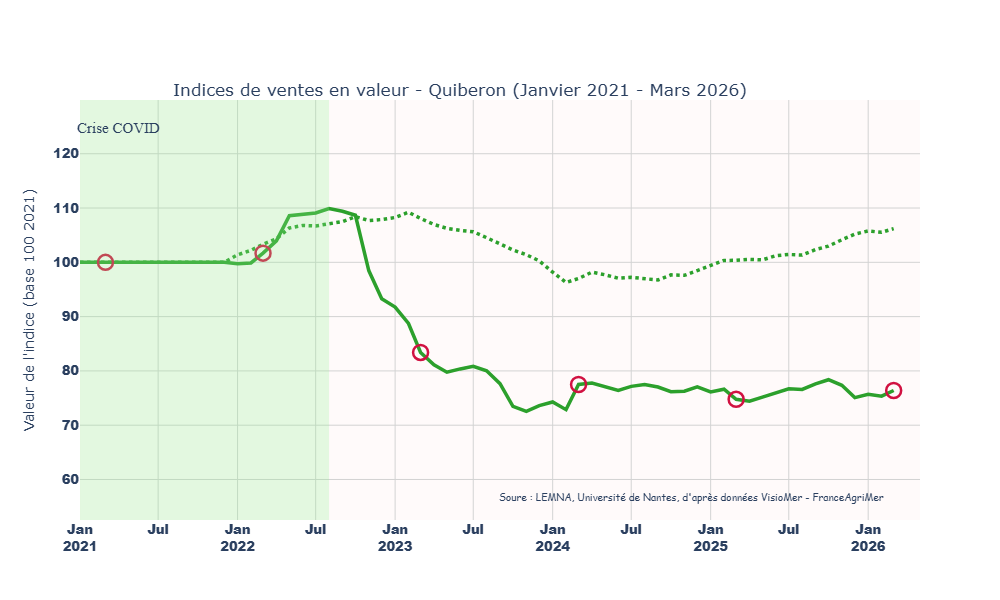 Indices de ventes en valeur - Quiberon (Janvier 2021 - Mars 2026)
Crise COVID
Valeur de l'indice (base 100 2021)
120
110
100
90
80
70
60
Soure : LEMNA, Université de Nantes, d'après données VisioMer - FranceAgriMer
Jan Jul Jan Jul Jan Jul Jan Jul Jan Jul Jan
2021 2022 2023 2024 2025 2026